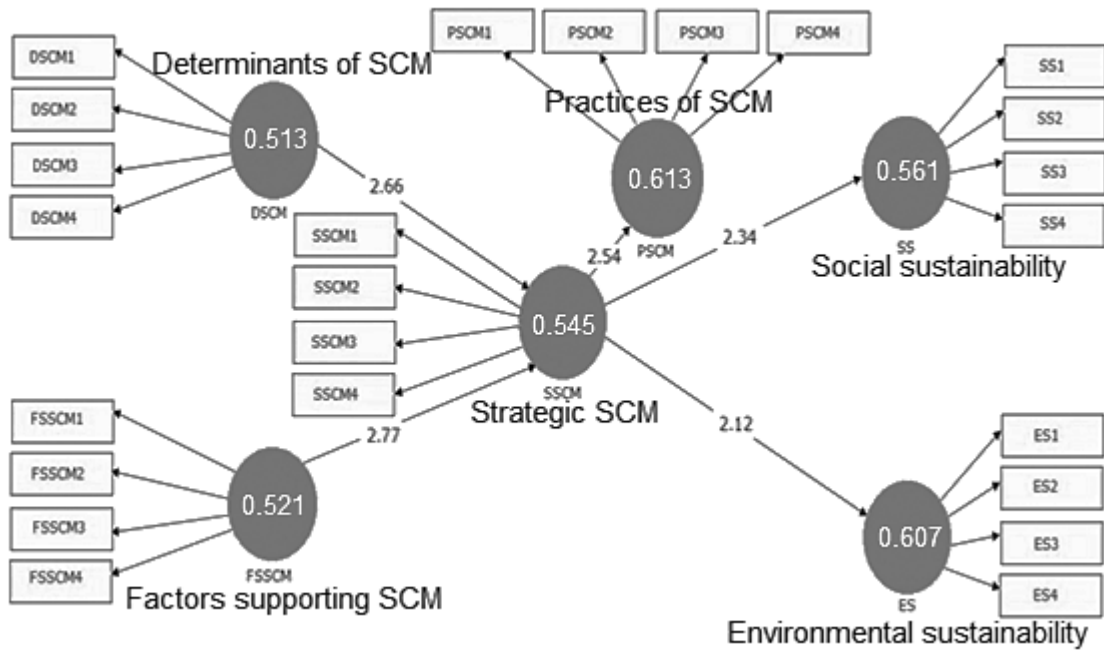 PSCM1
PSCM2
PSCM3
PSCM4
DSCM1
DSCM2
DSCM3
DSCM4
Determinants of SCM
0.513
DSCM
Practices of SCM
0.613
PSCM
SS1
SS2
SS3
SS4
0.561
SS
Social sustainability
2.66
2.54
2.34
SSCM1
SSCM2
SSCM3
SSCM4
0.545
SSCM
Strategic SCM
2.77
2.12
FSSCM1
FSSCM2
FSSCM3
FSSCM4
0.521
FSSCM
Factors supporting SCM
ES1
ES2
ES3
ES4
0.607
ES
Environmental sustainability